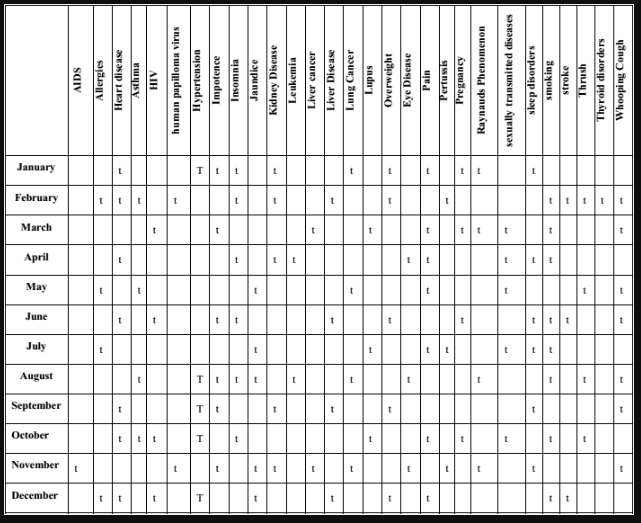 AIDS Allergies Heart disease Asthma HIV human papilloma virus Hypertension Impotence Insomnia Jaundice Kidney Disease Leukemia Liver cancer Liver Disease Lung Cancer Lupus Overweight Eye Disease Pain Pertussis Pregnancy Raynauds Phenomenon sexually transmitted diseases sleep disorders smoking stroke Thrush Thyroid disorders Whooping Cough
January t T t t t t t t t t t
February t t t t t t t t t t t t t t
March t t t t t t t t t t
April t t t t t t t t t
May t t t t t t t t
June t t t t t t t t t t t
July t t t t t t t t
August t T t t t t t t t t t t
September t T t t t t t t
October t t t T t t t t t t t
November t t t t t t t t t t t t
December t t t T t t t t t t